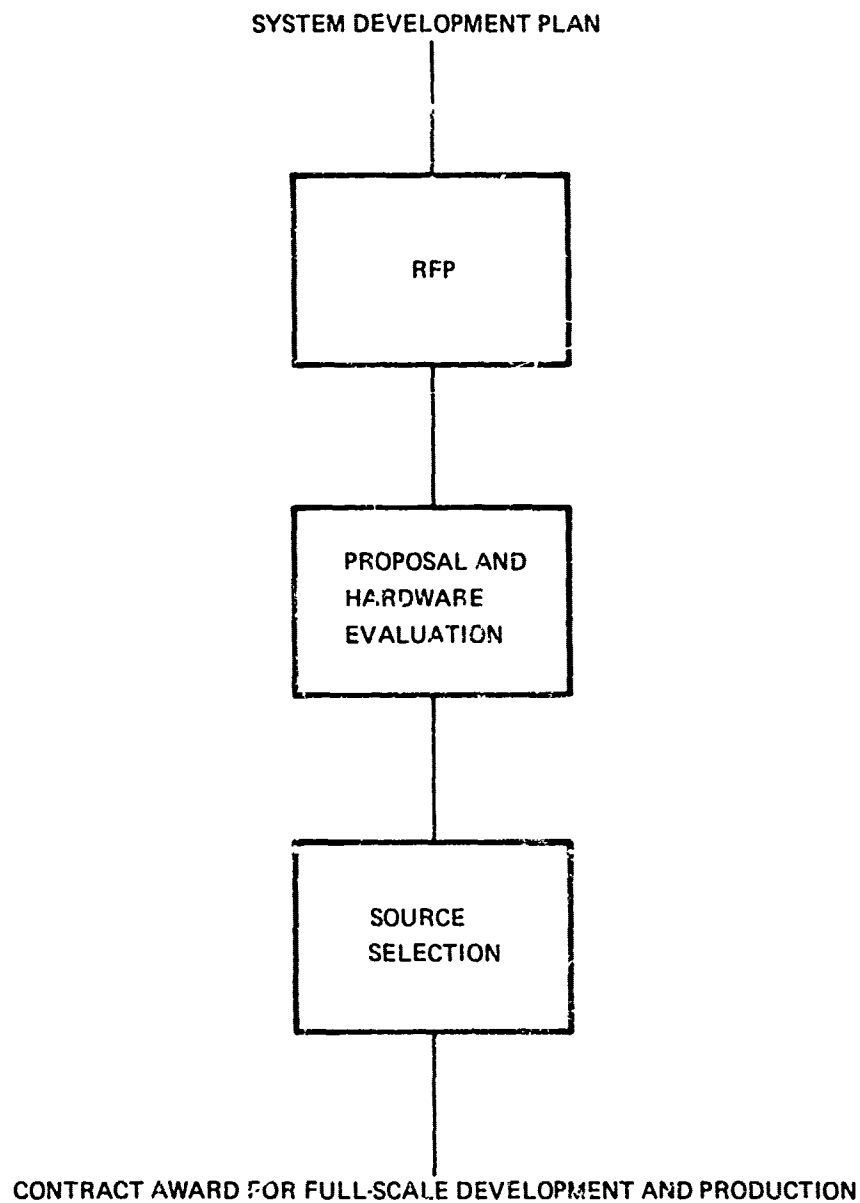 SYSTEM DEVELOPMENT PLAN
RFP
PROPOSAL AND
HARDWARE
EVALUATION
SOURCE
SELECTION
CONTRACT AWARD FOR FULL-SCALE DEVELOPMENT AND PRODUCTION